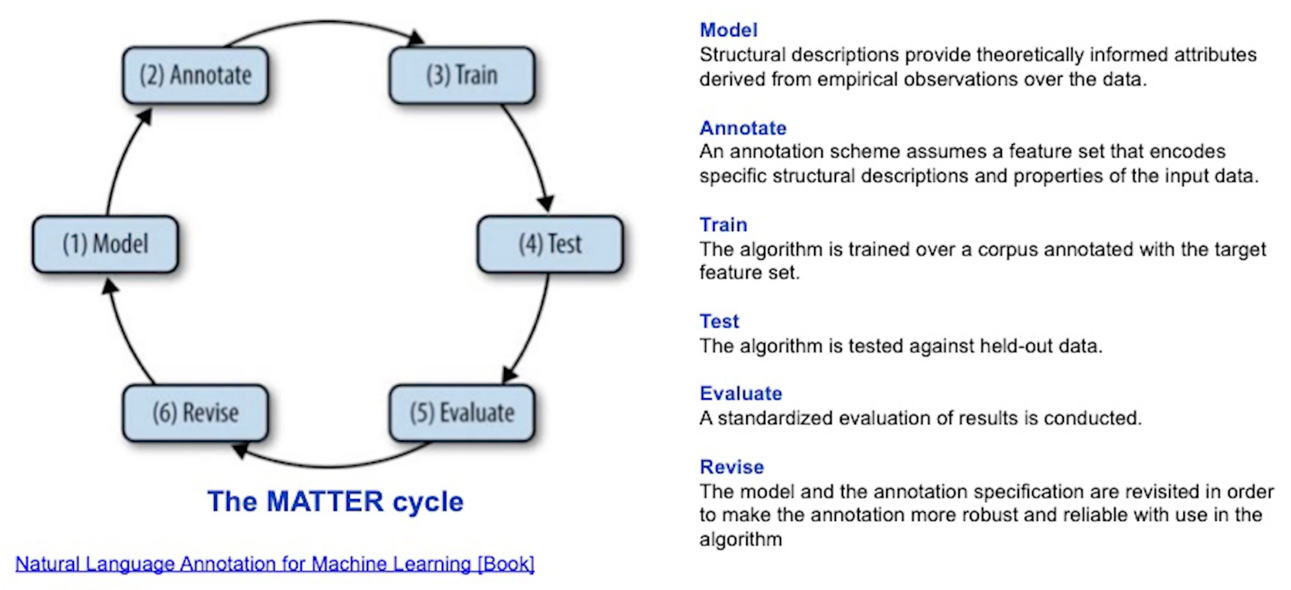 (2) Annotate
(3) Train
(1) Model
(4) Test
(6) Revise
(5) Evaluate
The MATTER cycle
Natural Language Annotation for Machine Learning [Book]
Model
Structural descriptions provide theoretically informed attributes
derived from empirical observations over the data.
Annotate
An annotation scheme assumes a feature set that encodes
specific structural descriptions and properties of the input data.
Train
The algorithm is trained over a corpus annotated with the target
feature set.
Test
The algorithm is tested against held-out data.
Evaluate
A standardized evaluation of results is conducted.
Revise
The model and the annotation specification are revisited in order
to make the annotation more robust and reliable with use in the
algorithm